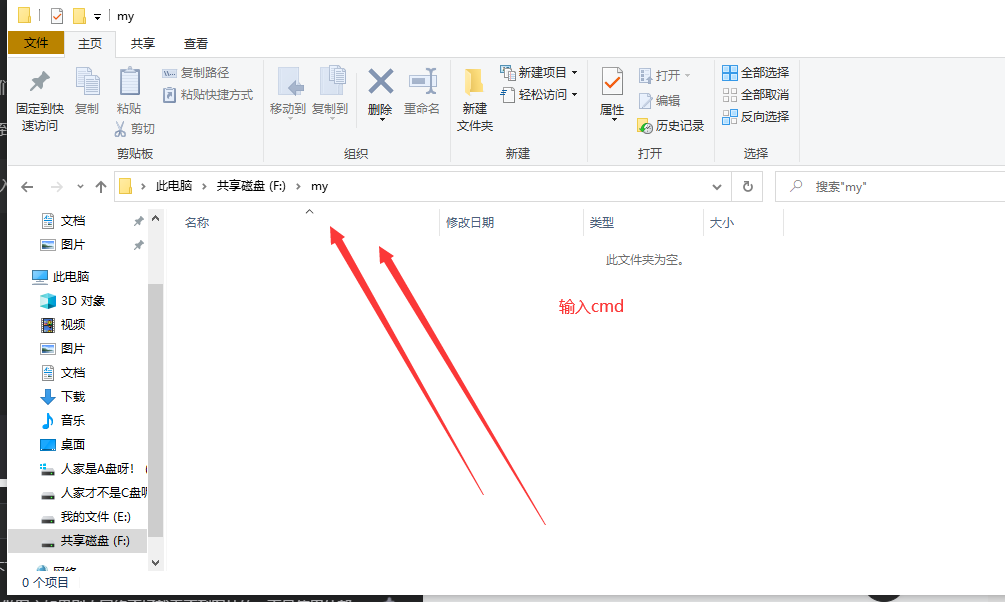 my
文件 主页 共享 查看
固定到快速访问
复制
粘贴
复制路径
粘贴快捷方式
剪切
剪贴板
移动到
复制到
删除
重命名
组织
新建文件夹
新建项目
轻松访问
新建
属性
打开
编辑
历史记录
打开
全部选择
全部取消
反向选择
选择
此电脑 共享磁盘 (F:) my
搜索"my"
名称 修改日期 类型 大小
此文件夹为空。
输入cmd
文档
图片
此电脑
3D 对象
视频
图片
文档
下载
音乐
桌面
人家是A盘呀! (
人家才不是C盘
我的文件 (E:)
共享磁盘 (F:)
网络
0 个项目